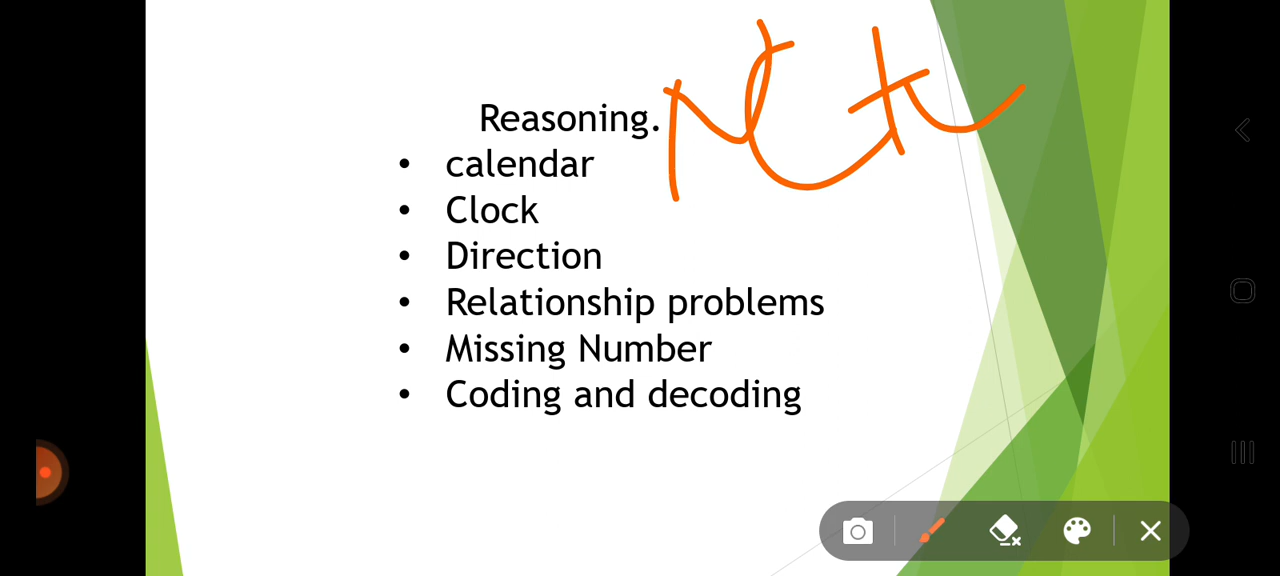 Reasoning.
• calendar
• Clock
• Direction
• Relationship problems
• Missing Number
• Coding and decoding